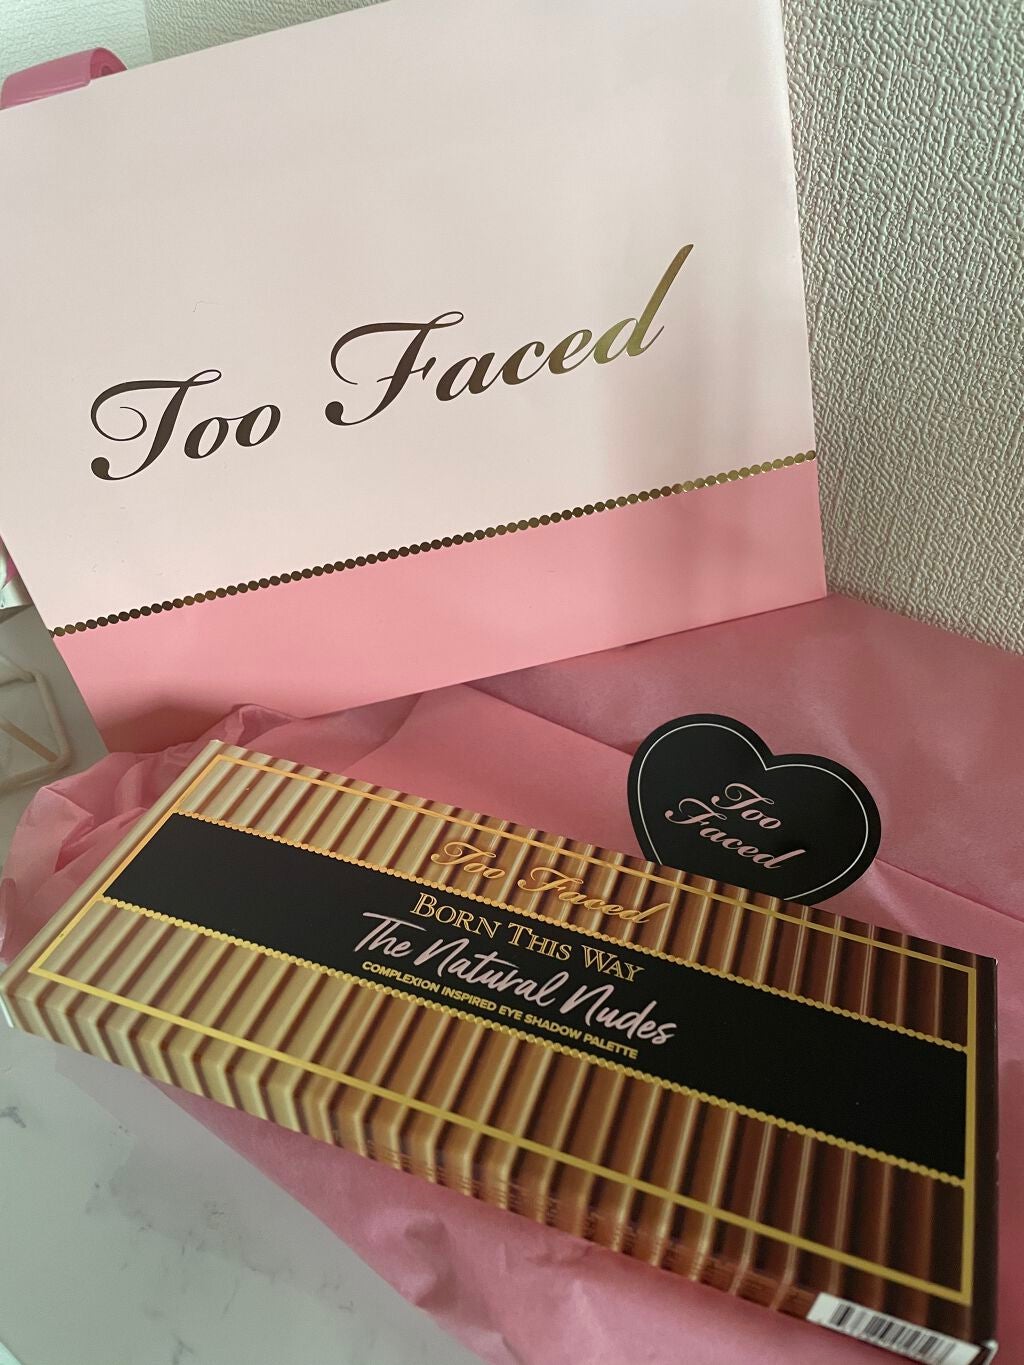 Too Faced
Too
Faced
Too Faced
BORN THIS WAY
The Natural Nudes
COMPLEXION INSPIRED EYE SHADOW PALETTE